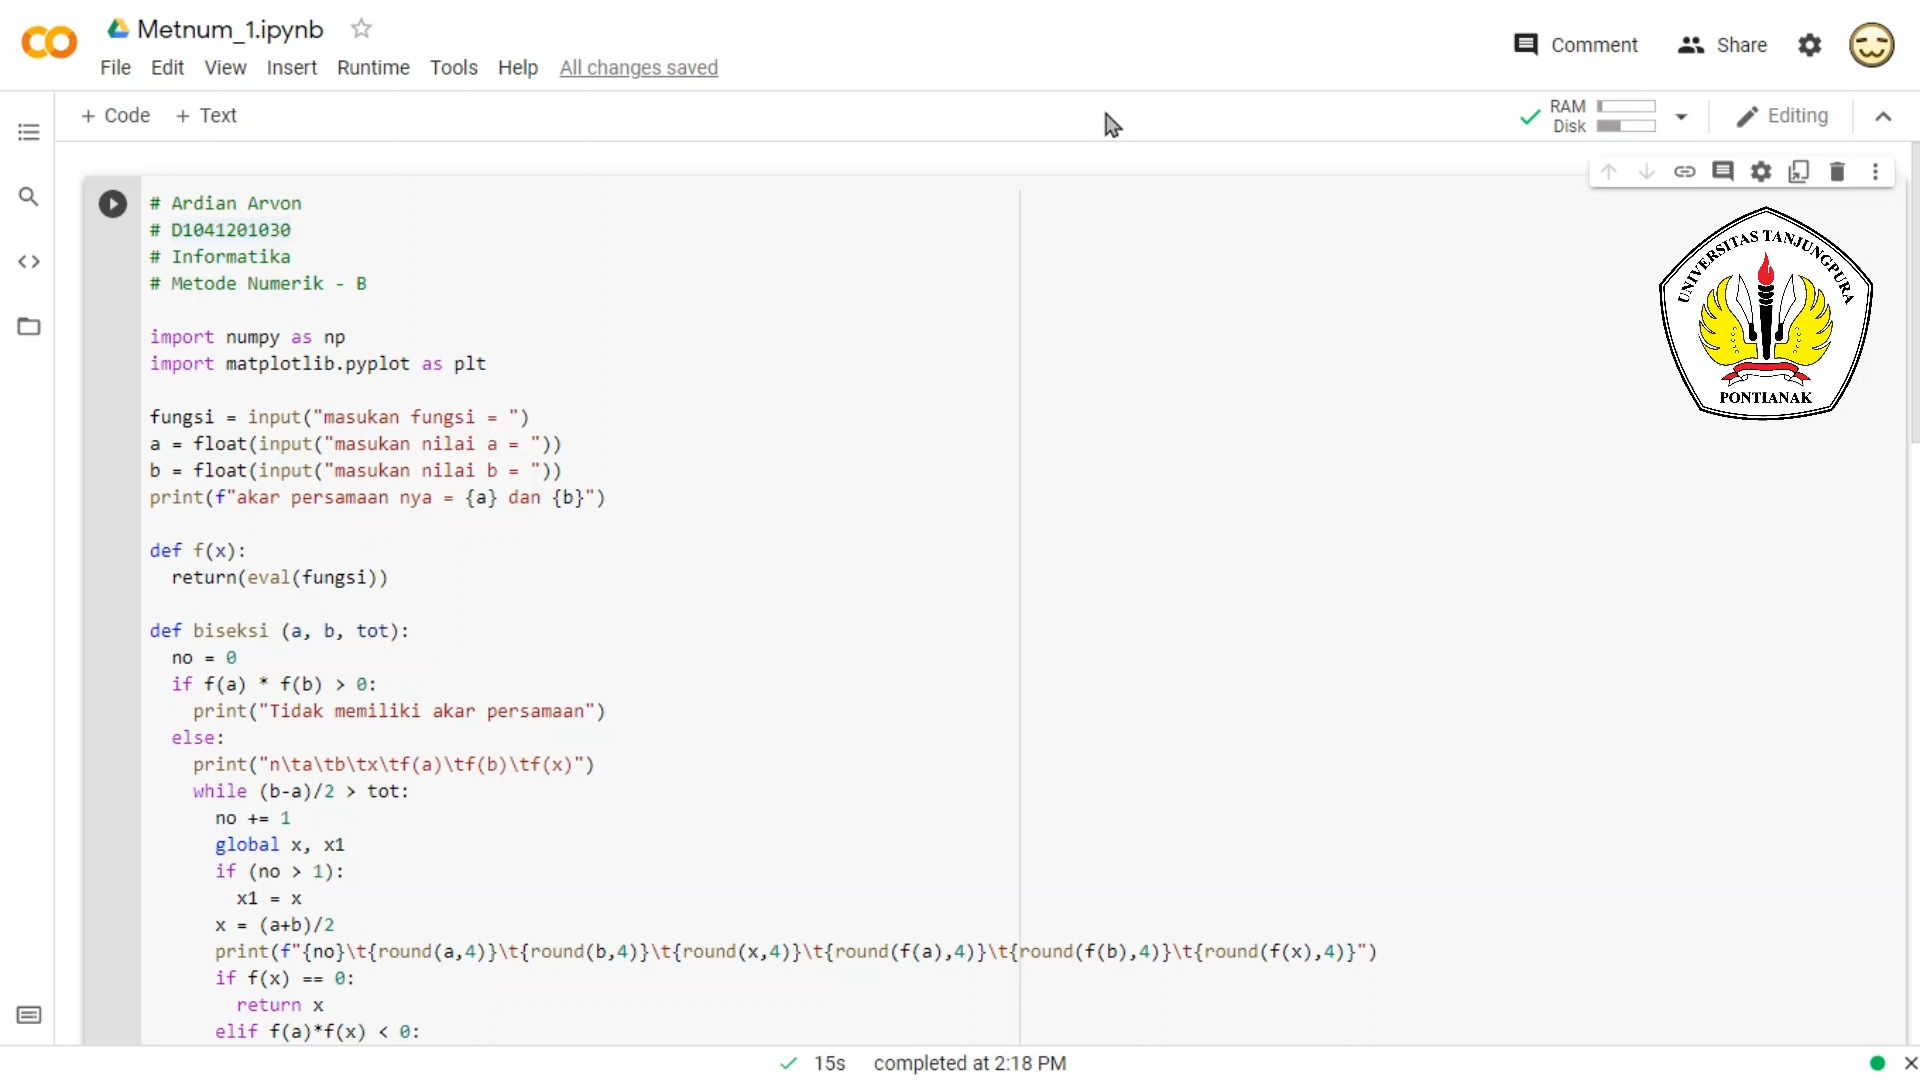 Metnum_1.ipynb
File Edit View Insert Runtime Tools Help All changes saved
Comment
Share
+ Code + Text
RAM
Disk
Editing
# Ardian Arvon
# D1041201030
# Informatika
# Metode Numerik - B
import numpy as np
import matplotlib.pyplot as plt
fungsi = input("masukan fungsi = ")
a = float(input("masukan nilai a = "))
b = float(input("masukan nilai b = "))
print(f"akar persamaan nya = {a} dan {b}")
def f(x):
return(eval(fungsi))
def biseksi (a, b, tot):
no = 0
if f(a) * f(b) > 0:
print("Tidak memiliki akar persamaan")
else:
print("n\ta\tb\tx\tf(a)\tf(b)\tf(x)")
while (b-a)/2 > tot:
no += 1
global x, x1
if (no > 1):
x1 = x
x = (a+b)/2
print(f"{no}\t{round(a,4)}\t{round(b,4)}\t{round(x,4)}\t{round(f(a),4)}\t{round(f(b),4)}\t{round(f(x),4)}")
if f(x) == 0:
return x
elif f(a)*f(x) < 0:
UNIVERSITAS TANJUNGPURA
PONTIANAK
15s completed at 2:18 PM